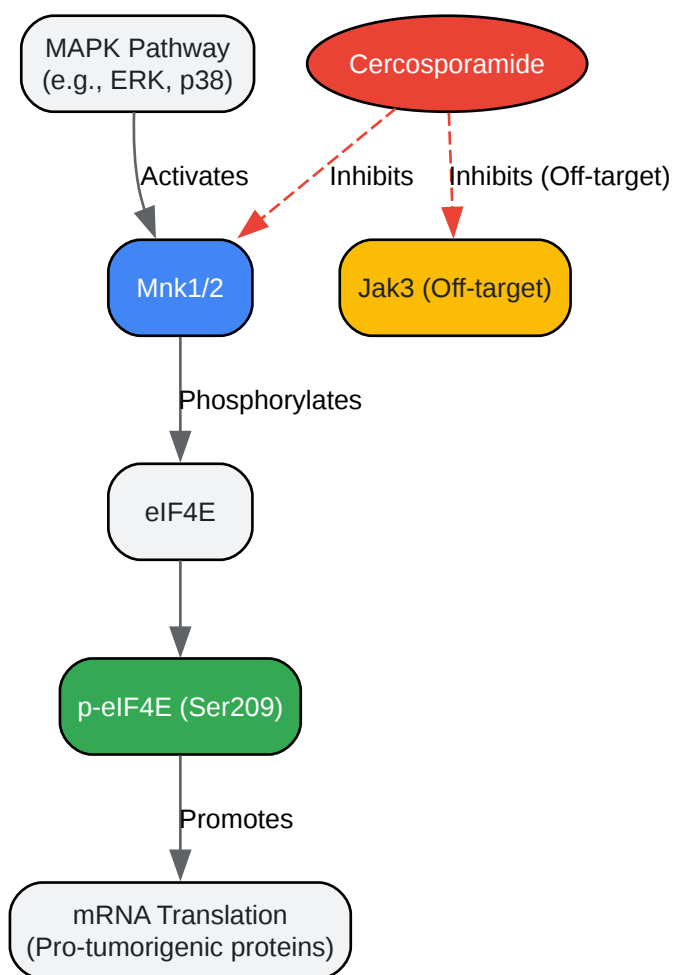 MAPK Pathway
(e.g., ERK, p38)
Cercosporamide
Activates
Inhibits
Inhibits (Off-target)
Mnk1/2
Jak3 (Off-target)
Phosphorylates
eIF4E
p-eIF4E (Ser209)
Promotes
mRNA Translation
(Pro-tumorigenic proteins)